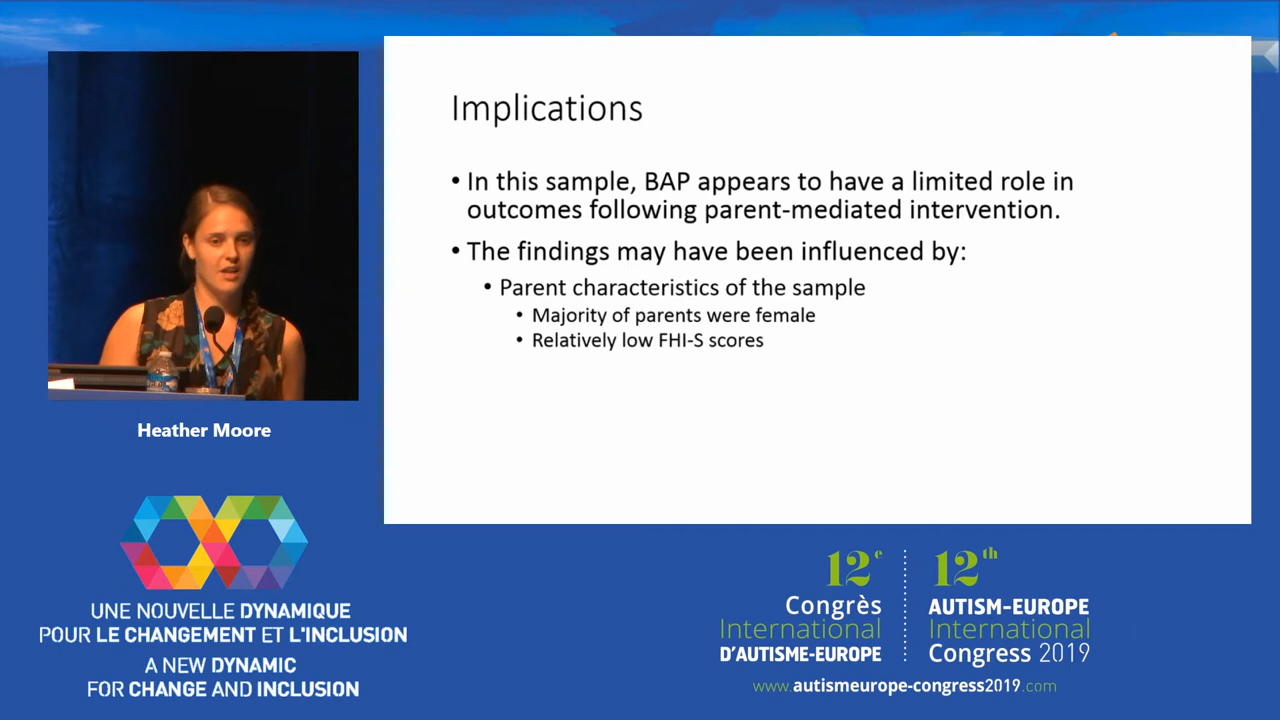 Implications
• In this sample, BAP appears to have a limited role in
outcomes following parent-mediated intervention.
• The findings may have been influenced by:
• Parent characteristics of the sample
• Majority of parents were female
• Relatively low FHI-S scores
Heather Moore
UNE NOUVELLE DYNAMIQUE
POUR LE CHANGEMENT ET L'INCLUSION
A NEW DYNAMIC
FOR CHANGE AND INCLUSION
12e
Congrès
International
D'AUTISME-EUROPE
12th
AUTISM-EUROPE
International
Congress 2019
www.autismeurope-congress2019.com